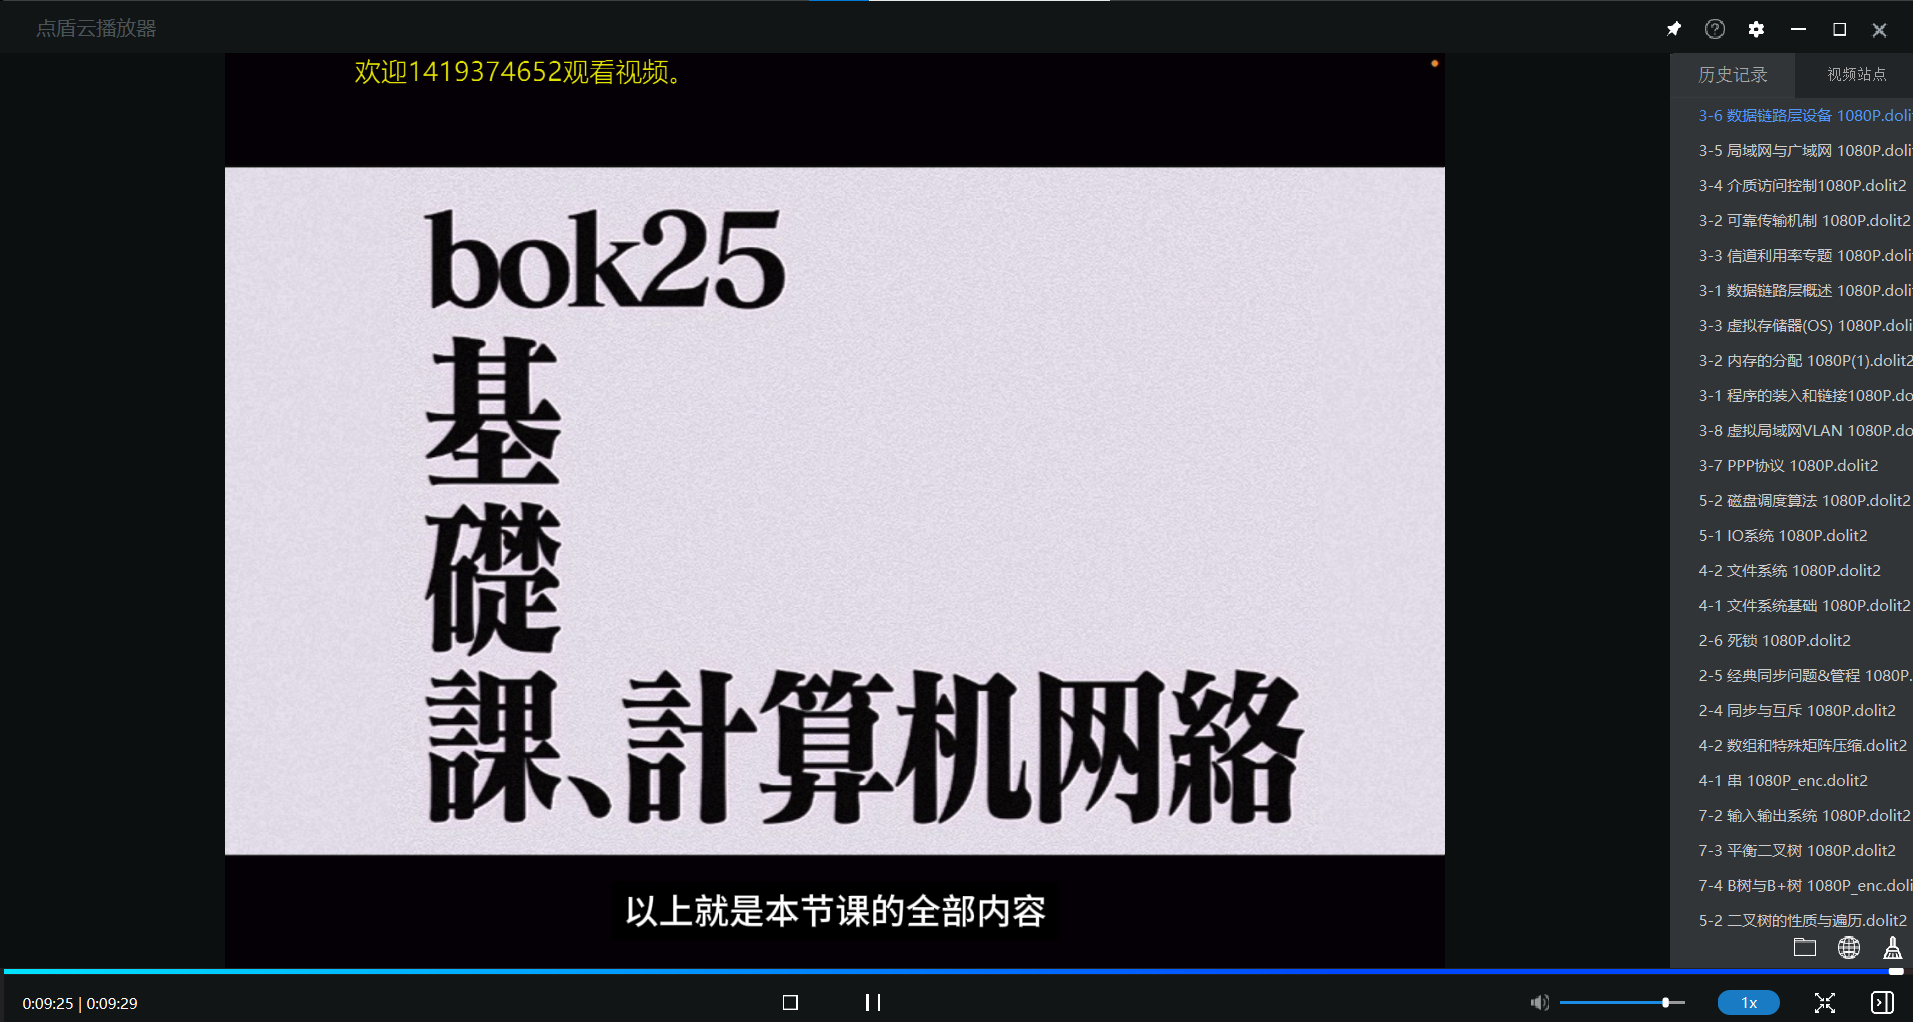 点盾云播放器
欢迎1419374652观看视频。
bok25
基
礎
課、計算机网絡
以上就是本节课的全部内容
历史记录
视频站点
3-6 数据链路层设备 1080P.dolit
3-5 局域网与广域网 1080P.doli
3-4 介质访问控制1080P.dolit2
3-2 可靠传输机制 1080P.dolit2
3-3 信道利用率专题 1080P.doli
3-1 数据链路层概述 1080P.doli
3-3 虚拟存储器(OS) 1080P.doli
3-2 内存的分配 1080P(1).dolit2
3-1 程序的装入和链接1080P.do
3-8 虚拟局域网VLAN 1080P.do
3-7 PPP协议 1080P.dolit2
5-2 磁盘调度算法 1080P.dolit2
5-1 IO系统 1080P.dolit2
4-2 文件系统 1080P.dolit2
4-1 文件系统基础 1080P.dolit2
2-6 死锁 1080P.dolit2
2-5 经典同步问题&管程 1080P.
2-4 同步与互斥 1080P.dolit2
4-2 数组和特殊矩阵压缩.dolit2
4-1 串 1080P_enc.dolit2
7-2 输入输出系统 1080P.dolit2
7-3 平衡二叉树 1080P.dolit2
7-4 B树与B+树 1080P_enc.doli
5-2 二叉树的性质与遍历.dolit2
0:09:25 | 0:09:29
1x